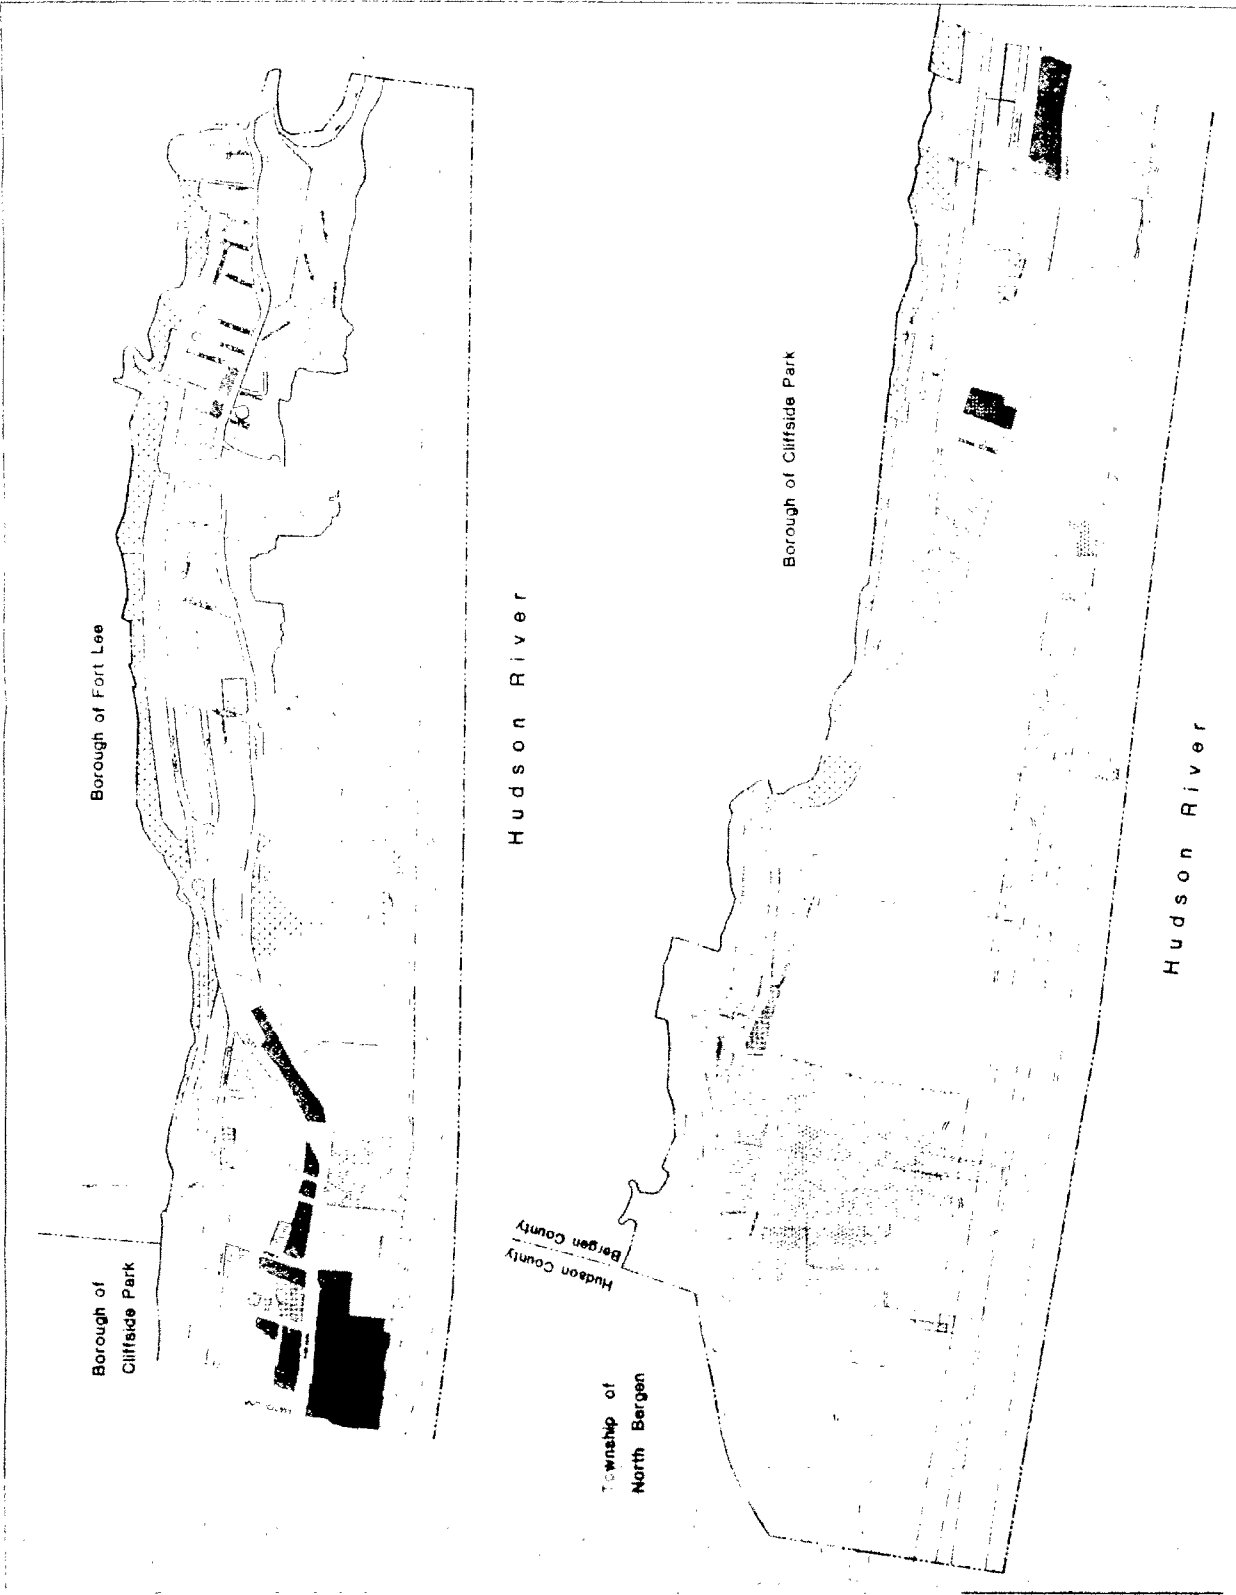 Borough of Fort Lee
Hudson River
Borough of
Cliffside Park
Borough of Cliffside Park
Hudson River
Bergen County
Hudson County
Township of
North Bergen